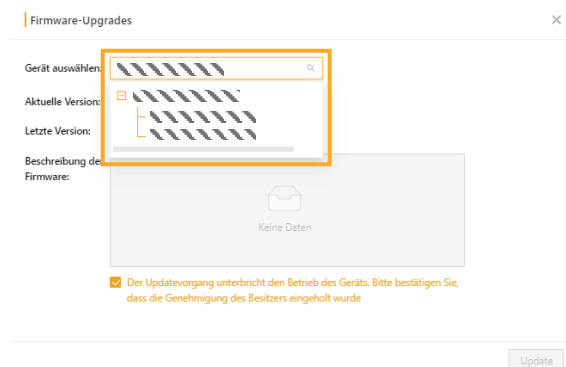 Firmware-Upgrades
Gerät auswählen:
Aktuelle Version:
Letzte Version:
Beschreibung de
Firmware:
Keine Daten
Der Updatevorgang unterbricht den Betrieb des Geräts. Bitte bestätigen Sie,
dass die Genehmigung des Besitzers eingeholt wurde
Update